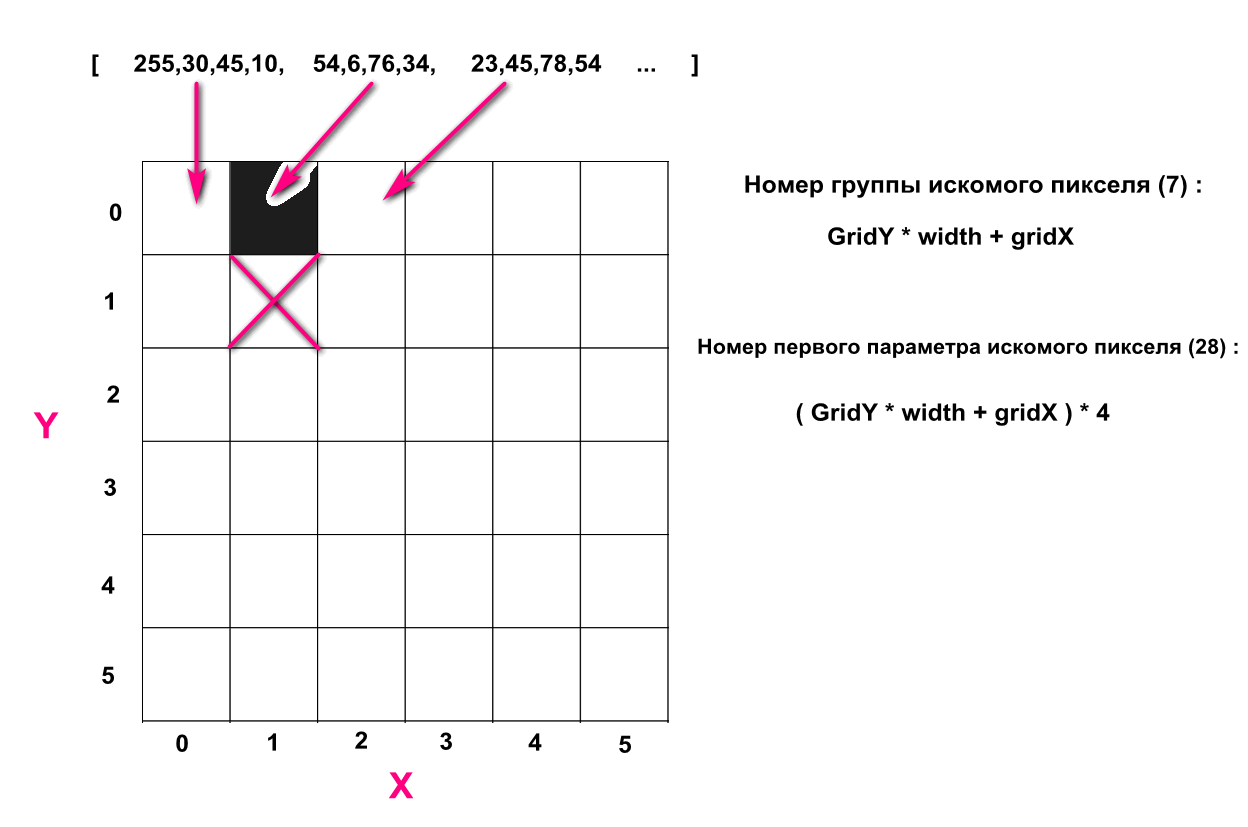 [ 255,30,45,10, 54,6,76,34, 23,45,78,54 ... ]
Номер группы искомого пикселя (7) :
GridY * width + gridX
Номер первого параметра искомого пикселя (28) :
( GridY * width + gridX ) * 4
0
1
2
Y
3
4
5
0 1 2 3 4 5
X